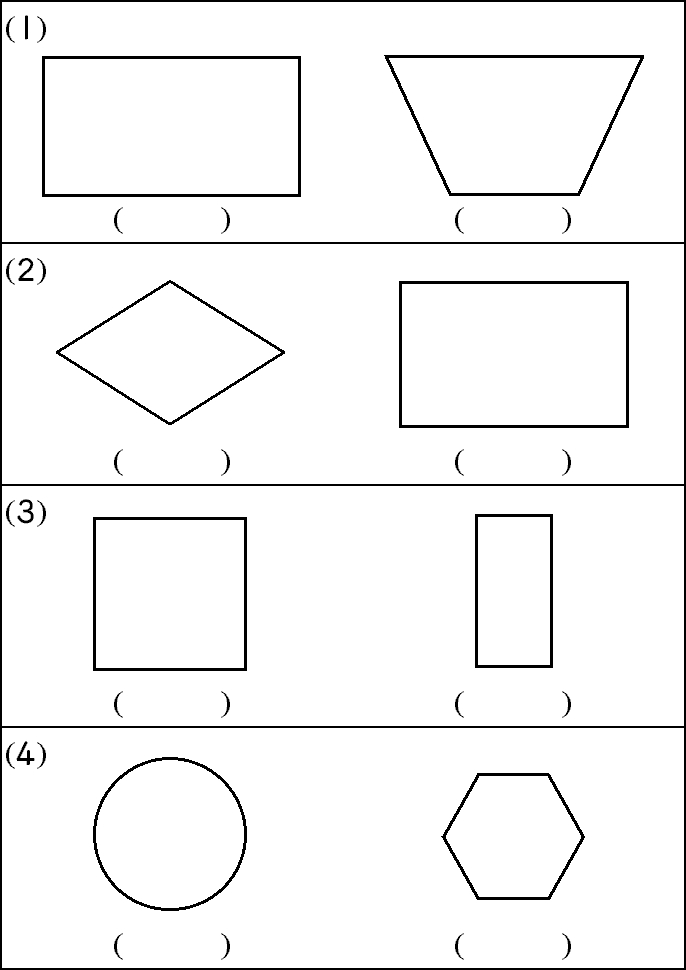 (1)
( ) ( )
(2)
( ) ( )
(3)
( ) ( )
(4)
( ) ( )